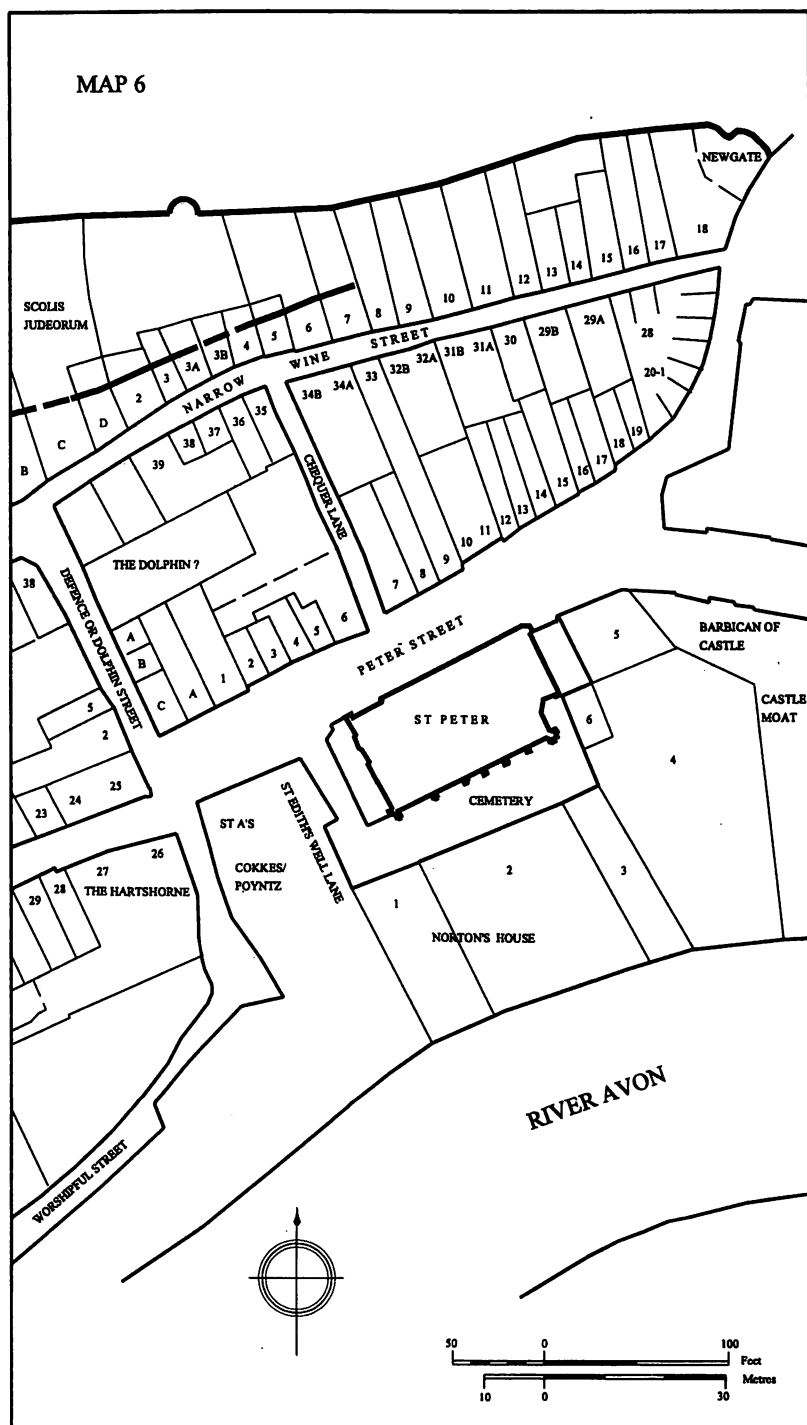 MAP 6
NEWGATE
18
17
16
15
14
13
12
11
10
9
8
7
6
5
4
3B
3A
3
2
D
C
B
SCOLIS
JUDEORUM
NARROW WINE STREET
34B
34A
33
32B
32A
31B
31A
30
29B
29A
28
20-1
19
18
17
16
15
14
13
12
11
10
9
8
7
35
36
37
38
39
CHEQUER LANE
THE DOLPHIN ?
A
B
C
A
1
2
3
4
5
6
DEFENCE OR DOLPHIN STREET
38
5
2
25
24
23
PETER STREET
ST PETER
5
6
4
BARBICAN OF
CASTLE
CASTLE
MOAT
CEMETERY
ST EDITH'S WELL LANE
ST A'S
COKKES/
POYNTZ
26
27
28
29
THE HARTSHORNE
1
2
3
NORTON'S HOUSE
RIVER AVON
WORSHIPFUL STREET
50 0 100
Feet
Metres
10 0 30